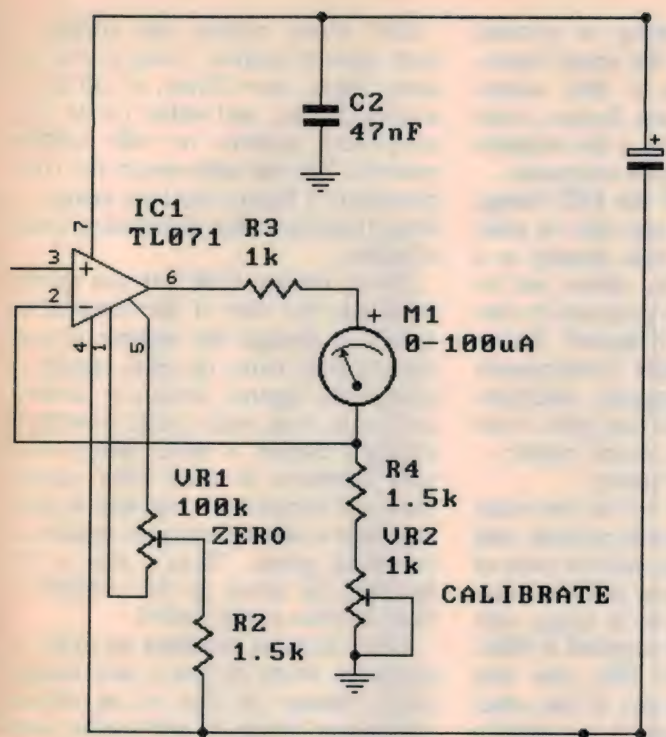 C2
47nF
+
IC1
TL071
7
R3
1k
3
+
6
2
-
+
M1
0-100uA
4
1
5
R4
1.5k
VR1
100k
ZERO
VR2
1k
CALIBRATE
R2
1.5k